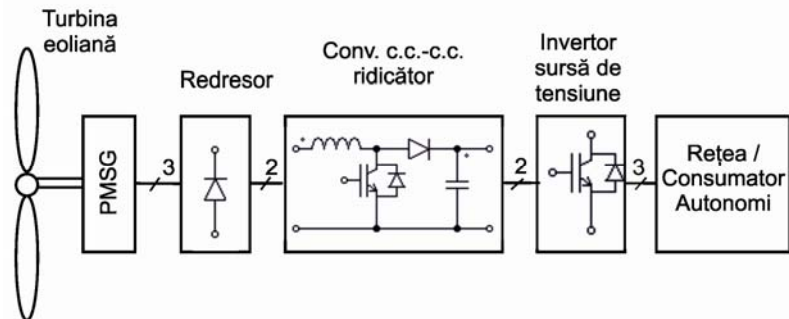 Turbina
eoliană
PMSG
3
Redresor
2
Conv. c.c.-c.c.
ridicător
+
+
2
Invertor
sursă de
tensiune
3
Rețea /
Consumator
Autonomi